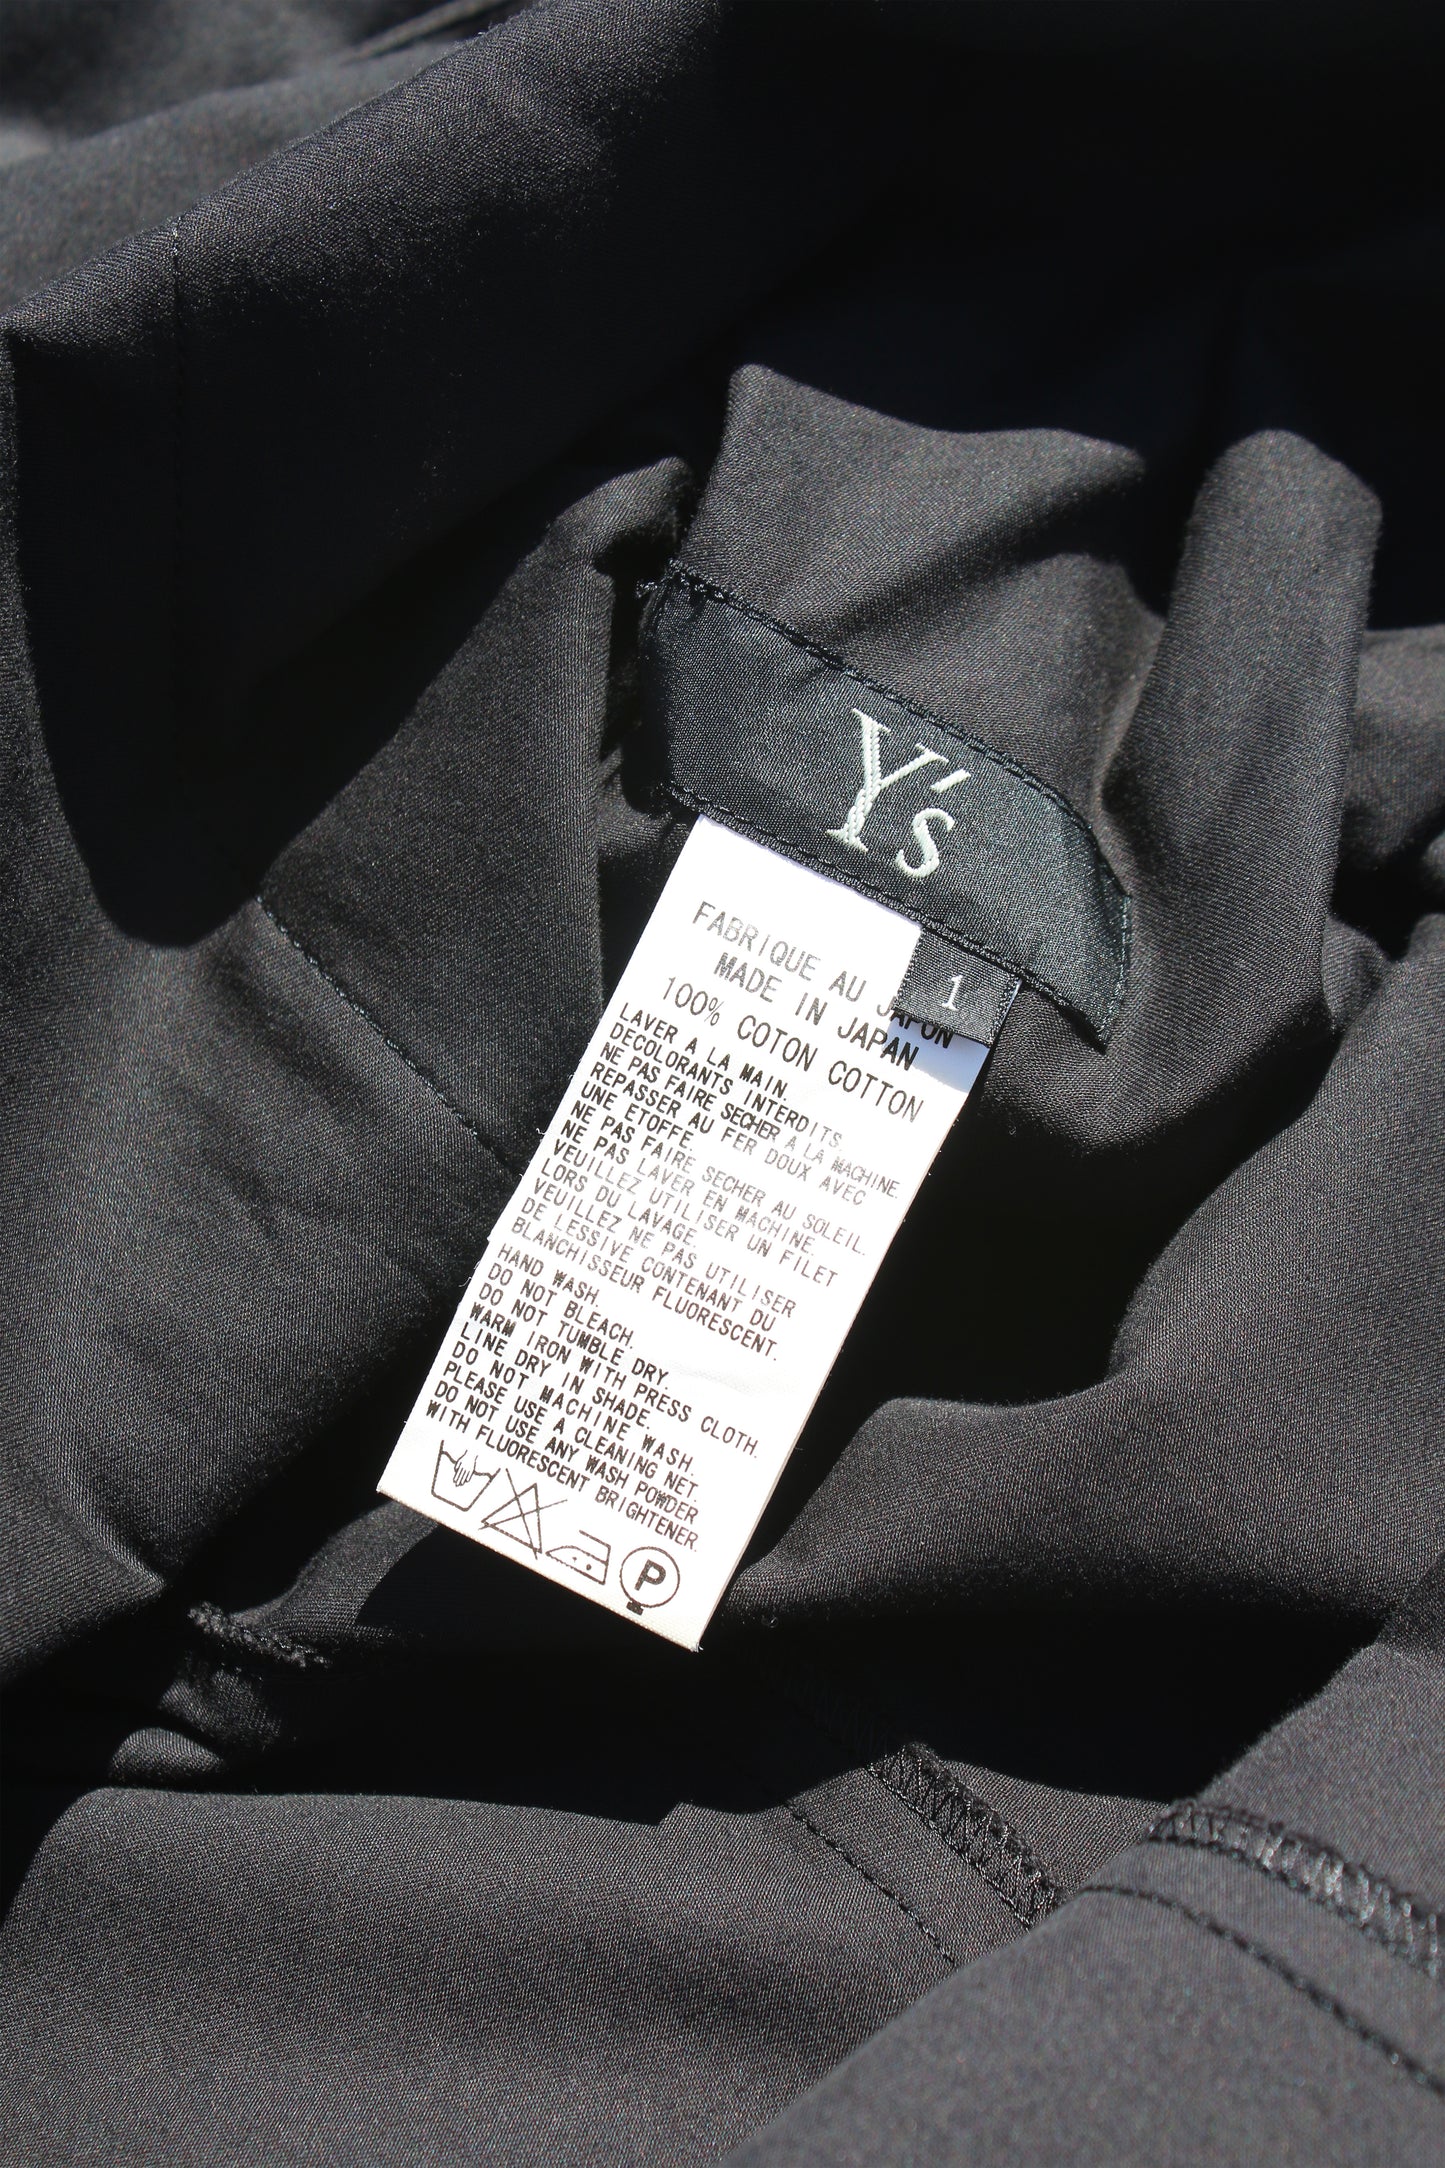 Y's
1
FABRIQUE AU JAPON
MADE IN JAPAN
100% COTON COTTON
LAVER A LA MAIN.
DECOLORANTS INTERDITS.
NE PAS FAIRE SECHER A LA MACHINE.
REPASSER AU FER DOUX AVEC
UNE ETOFFE.
NE PAS FAIRE SECHER AU SOLEIL.
NE PAS LAVER EN MACHINE.
VEUILLEZ UTILISER UN FILET
LORS DU LAVAGE.
VEUILLEZ NE PAS UTILISER
DE LESSIVE CONTENANT DU
BLANCHISSEUR FLUORESCENT.
HAND WASH.
DO NOT BLEACH.
DO NOT TUMBLE DRY.
WARM IRON WITH PRESS CLOTH.
LINE DRY IN SHADE.
DO NOT MACHINE WASH.
PLEASE USE A CLEANING NET.
DO NOT USE ANY WASH POWDER
WITH FLUORESCENT BRIGHTENER.
P